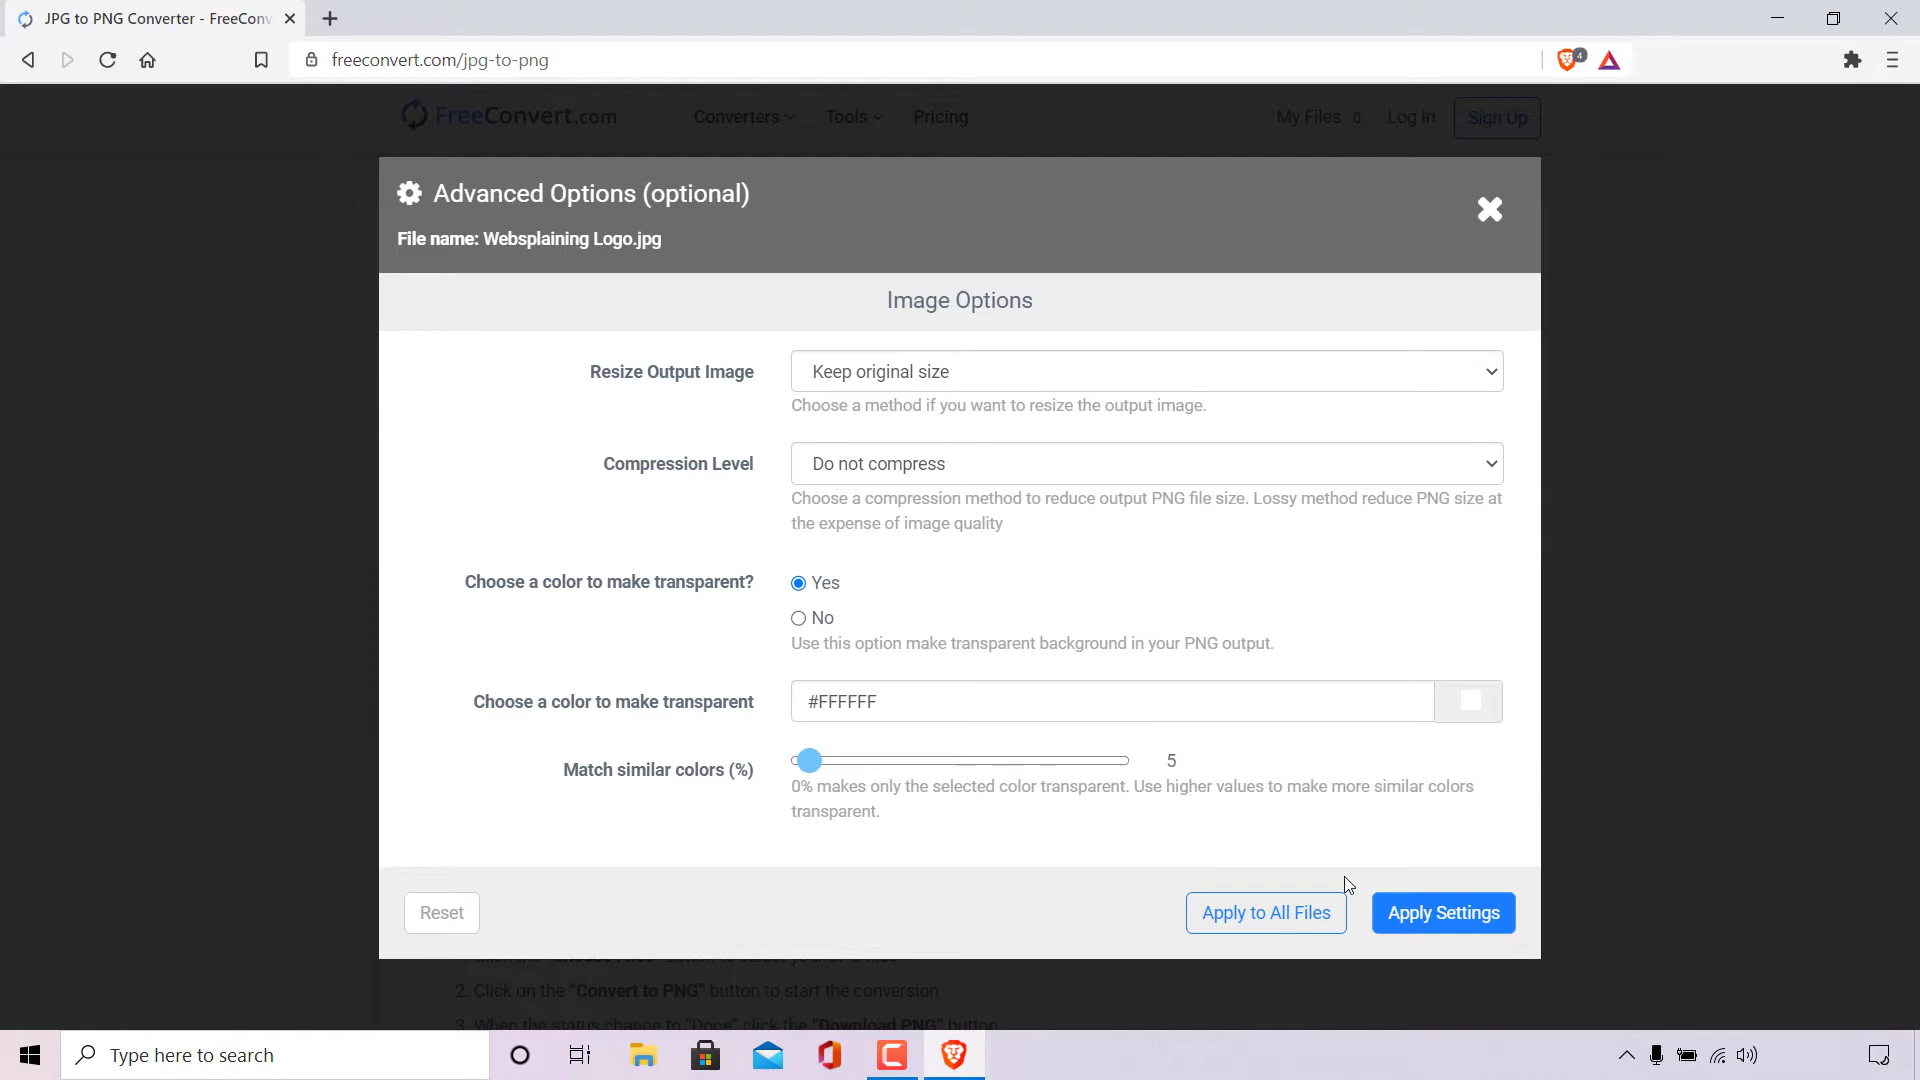 JPG to PNG Converter - FreeConv
freeconvert.com/jpg-to-png
4
FreeConvert.com
Converters
Tools
Pricing
My Files 0
Log In
Sign Up
Advanced Options (optional)
File name: Websplaining Logo.jpg
Image Options
Resize Output Image
Keep original size
Choose a method if you want to resize the output image.
Compression Level
Do not compress
Choose a compression method to reduce output PNG file size. Lossy method reduce PNG size at
the expense of image quality
Choose a color to make transparent?
Yes
No
Use this option make transparent background in your PNG output.
Choose a color to make transparent
#FFFFFF
Match similar colors (%)
5
0% makes only the selected color transparent. Use higher values to make more similar colors
transparent.
Reset
Apply to All Files
Apply Settings
2. Click on the “Convert to PNG” button to start the conversion
3. When the status change to “Done” click the “Download PNG” button
Type here to search